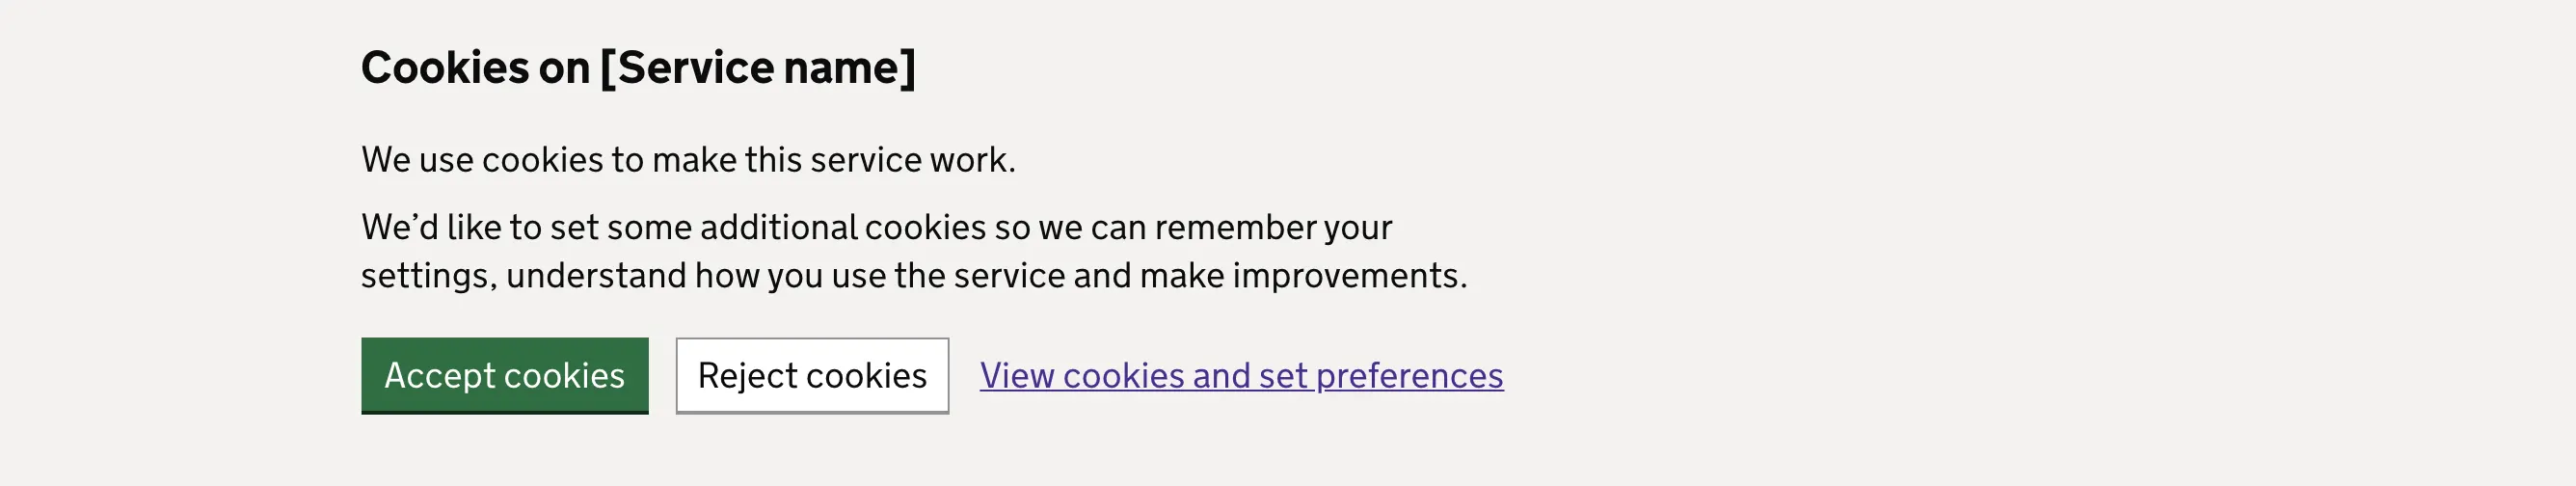 Cookies on [Service name]
We use cookies to make this service work.
We’d like to set some additional cookies so we can remember your
settings, understand how you use the service and make improvements.
Accept cookies
Reject cookies
View cookies and set preferences